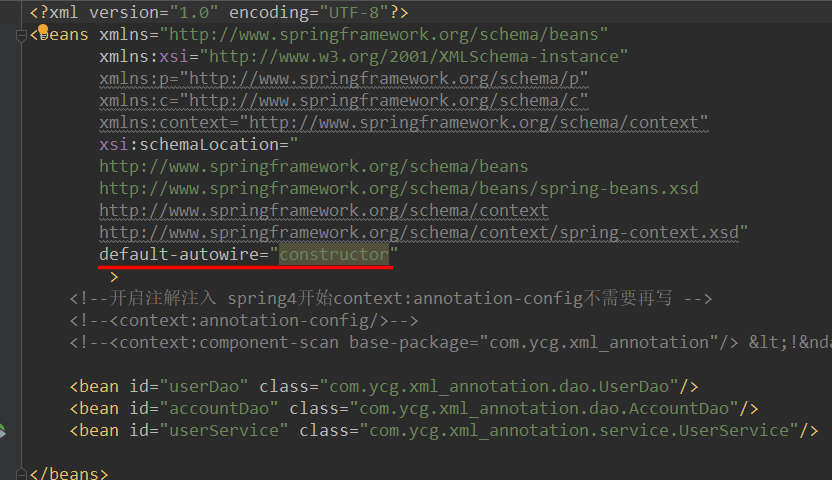 <?xml version="1.0" encoding="UTF-8"?>
<beans xmlns="http://www.springframework.org/schema/beans"
xmlns:xsi="http://www.w3.org/2001/XMLSchema-instance"
xmlns:p="http://www.springframework.org/schema/p"
xmlns:c="http://www.springframework.org/schema/c"
xmlns:context="http://www.springframework.org/schema/context"
xsi:schemaLocation="
http://www.springframework.org/schema/beans
http://www.springframework.org/schema/beans/spring-beans.xsd
http://www.springframework.org/schema/context
http://www.springframework.org/schema/context/spring-context.xsd"
default-autowire="constructor"
>
<!--开启注解注入 spring4开始context:annotation-config不需要再写 -->
<!--<context:annotation-config/>-->
<!--<context:component-scan base-package="com.ycg.xml_annotation"/> &lt;!&nda
<bean id="userDao" class="com.ycg.xml_annotation.dao.UserDao"/>
<bean id="accountDao" class="com.ycg.xml_annotation.dao.AccountDao"/>
<bean id="userService" class="com.ycg.xml_annotation.service.UserService"/>
</beans>